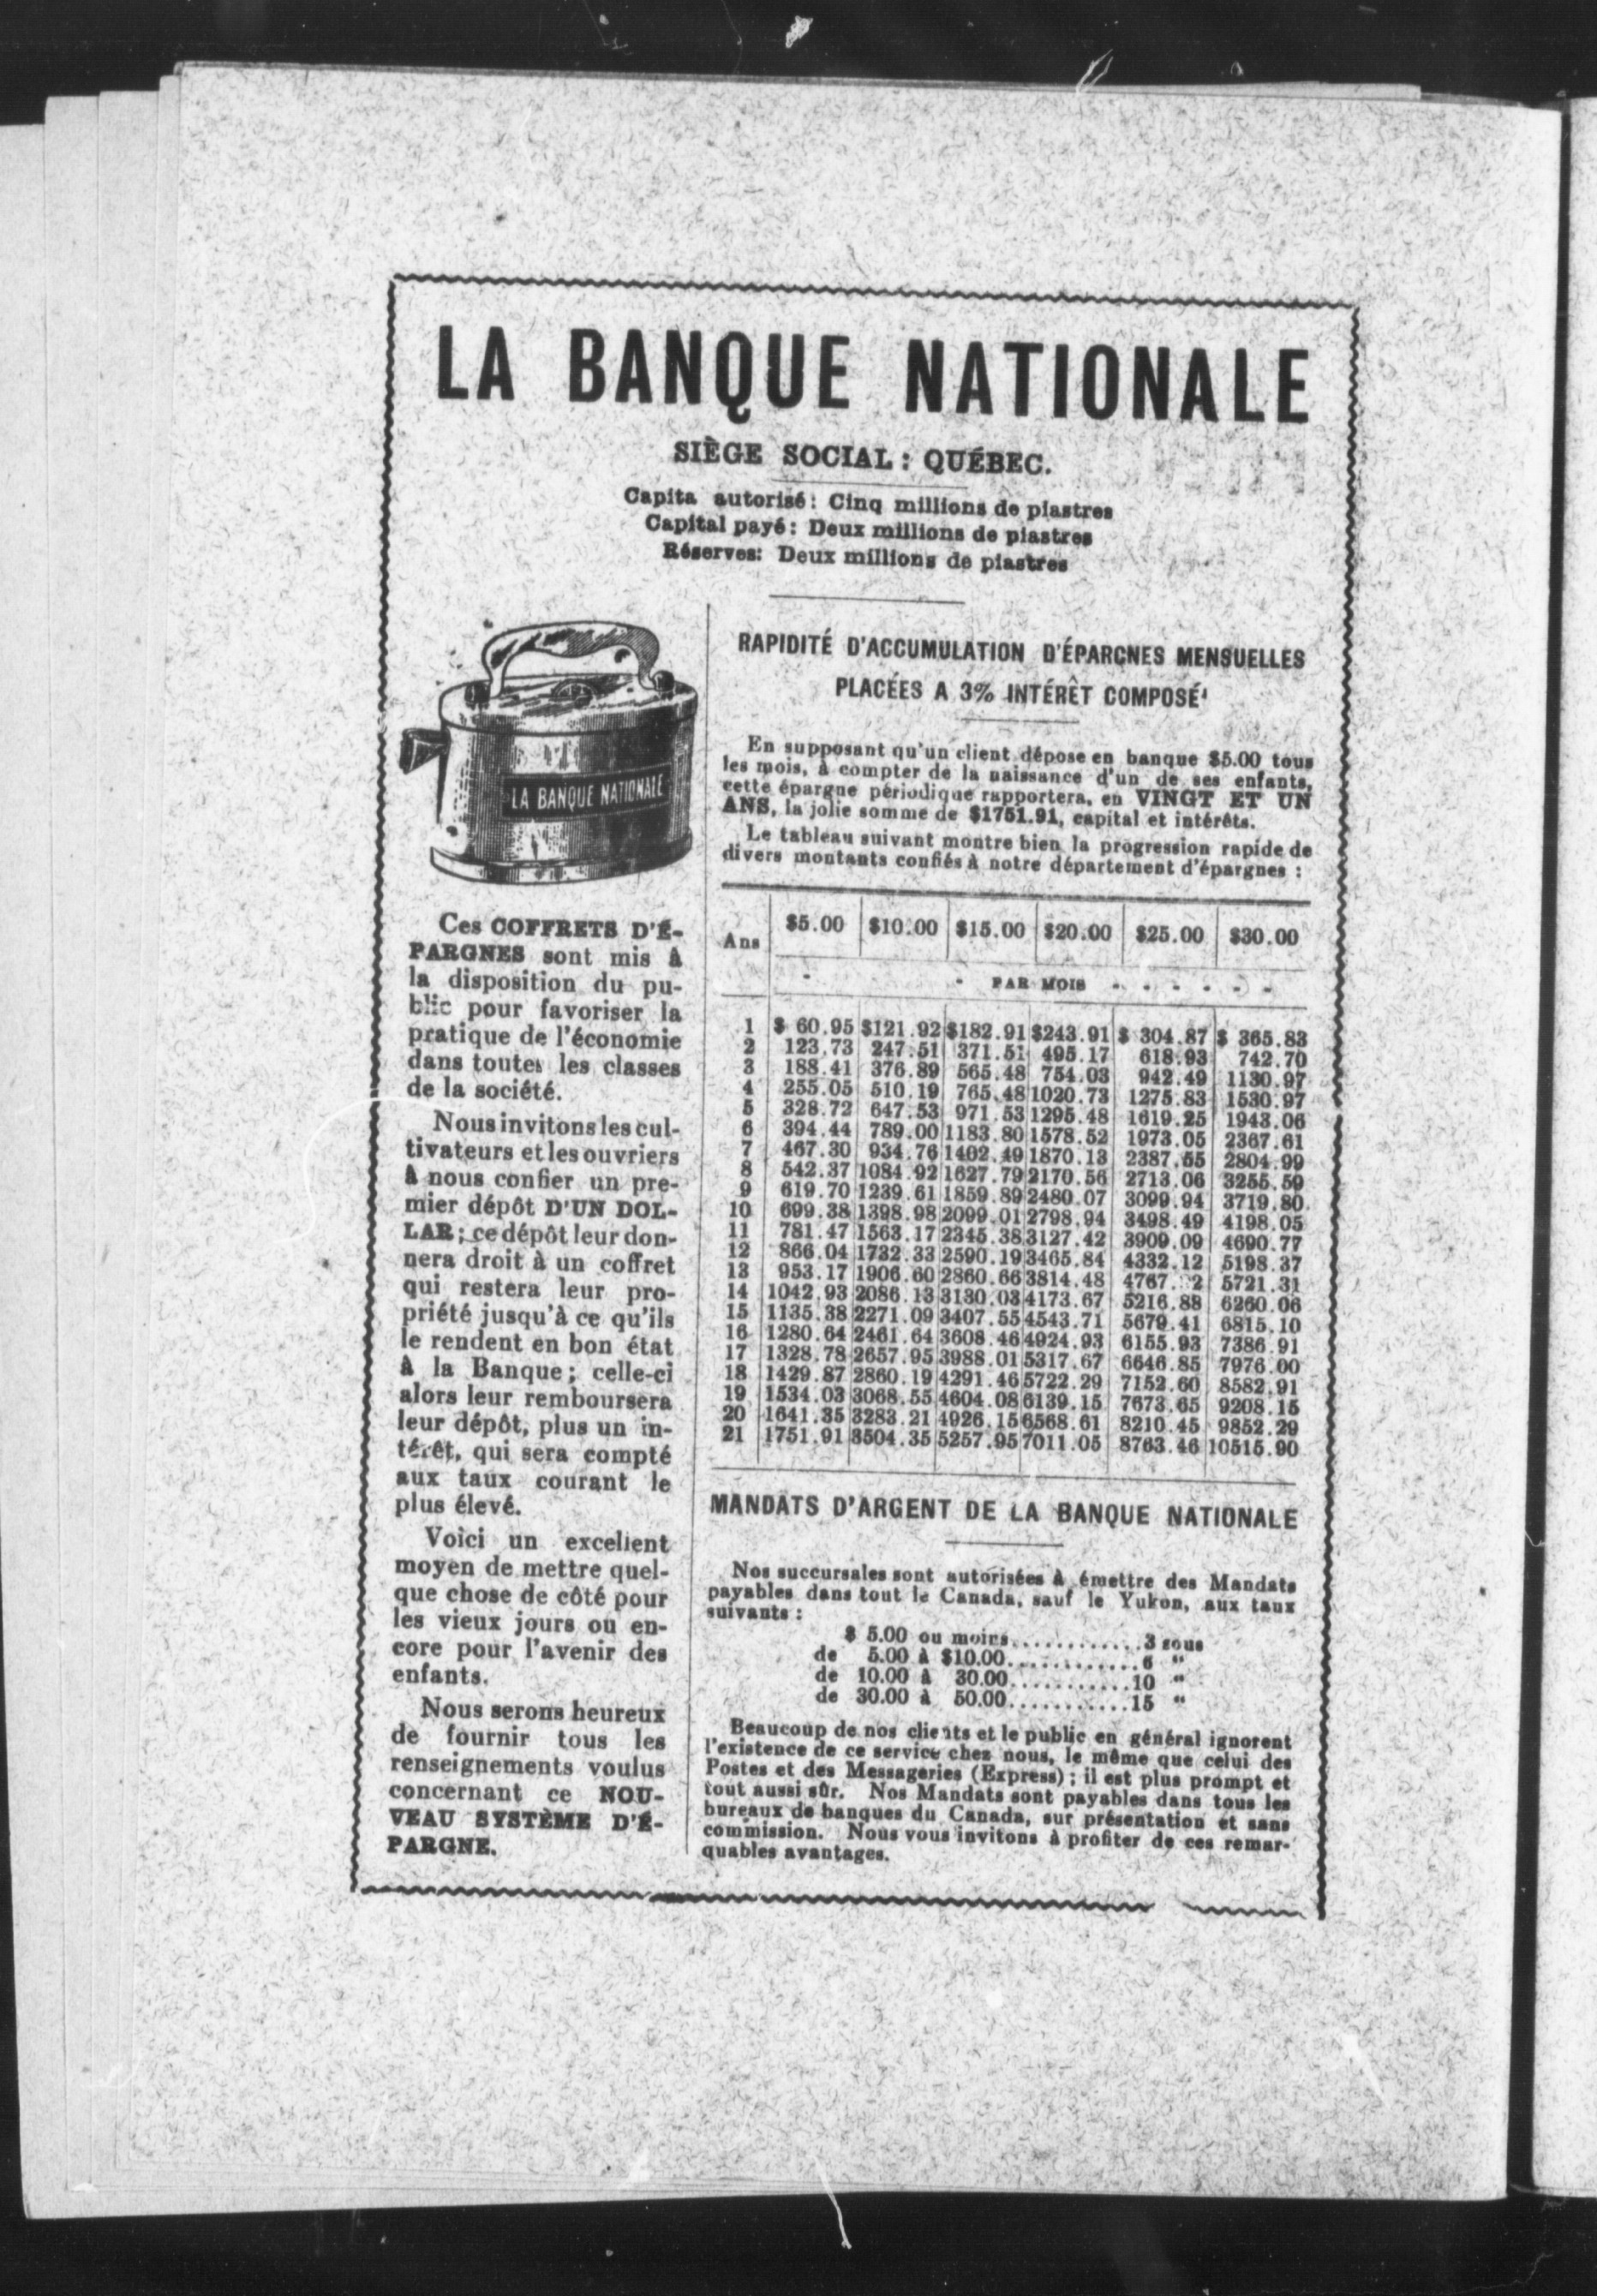 LA BANQUE NATIONALE
SIÈGE SOCIAL : QUÉBEC.
Capita autorisé : Cinq millions de piastres
Capital payé : Deux millions de piastres
Réserves: Deux millions de piastres
LA BANQUE NATIONALE
Ces COFFRETS D'É-
PARGNES sont mis à
la disposition du pu-
blic pour favoriser la
pratique de l'économie
dans toutes les classes
de la société.
Nous invitons les cul-
tivateurs et les ouvriers
à nous confier un pre-
mier dépôt D'UN DOL-
LAR ; ce dépôt leur don-
nera droit à un coffret
qui restera leur pro-
priété jusqu'à ce qu'ils
le rendent en bon état
à la Banque ; celle-ci
alors leur remboursera
leur dépôt, plus un in-
térêt, qui sera compté
aux taux courant le
plus élevé.
Voici un excellent
moyen de mettre quel-
que chose de côté pour
les vieux jours ou en-
core pour l'avenir des
enfants.
Nous serons heureux
de fournir tous les
renseignements voulus
concernant ce NOU-
VEAU SYSTÈME D'É-
PARGNE.
RAPIDITÉ D'ACCUMULATION D'ÉPARGNES MENSUELLES
PLACÉES A 3% INTÉRÊT COMPOSÉ
En supposant qu'un client dépose en banque $5.00 tous
les mois, à compter de la naissance d'un de ses enfants,
cette épargne périodique rapportera, en VINGT ET UN
ANS, la jolie somme de $1751.91, capital et intérêts.
Le tableau suivant montre bien la progression rapide de
divers montants confiés à notre département d'épargnes :
Ans $5.00 $10.00 $15.00 $20.00 $25.00 $30.00
PAR MOIS
1 $ 60.95 $121.92 $182.91 $243.91 $ 304.87 $ 365.83
2 123.73 247.51 371.51 495.17 618.93 742.70
3 188.41 376.89 565.48 754.03 942.49 1130.97
4 255.05 510.19 765.48 1020.73 1275.83 1530.97
5 328.72 647.53 971.53 1295.48 1619.25 1943.06
6 394.44 789.00 1183.80 1578.52 1973.05 2367.61
7 467.30 934.76 1402.49 1870.13 2387.55 2804.99
8 542.37 1084.92 1627.79 2170.56 2713.06 3255.59
9 619.70 1239.61 1859.89 2480.07 3099.94 3719.80
10 699.38 1398.98 2099.01 2798.94 3498.49 4198.05
11 781.47 1563.17 2345.38 3127.42 3909.09 4690.77
12 866.04 1732.33 2590.19 3465.84 4332.12 5198.37
13 953.17 1906.60 2860.66 3814.48 5721.31
14 1042.93 2086.13 3130.03 4173.67 5216.88 6260.06
15 1135.38 2271.09 3407.55 4543.71 5679.41 6815.10
16 1280.64 2461.64 3608.46 4924.93 6155.93 7386.91
17 1328.78 2657.95 3988.01 5317.67 6646.85 7976.00
18 1429.87 2860.19 4291.46 5722.29 7152.60 8582.91
19 1534.03 3068.55 4604.08 6139.15 7673.65 9208.15
20 1641.35 3283.21 4926.15 6568.61 8210.45 9852.29
21 1751.91 3504.35 5257.95 7011.05 8763.46 10515.90
MANDATS D'ARGENT DE LA BANQUE NATIONALE
Nos succursales sont autorisées à émettre des Mandats
payables dans tout le Canada, sauf le Yukon, aux taux
suivants :
$ 5.00 ou moins............3 sous
de 5.00 à $10.00............6 "
de 10.00 à 30.00...........10 "
de 30.00 à 50.00...........15 "
Beaucoup de nos clients et le public en général ignorent
l'existence de ce service chez nous, le même que celui des
Postes et des Messageries (Express) ; il est plus prompt et
tout aussi sûr. Nos Mandats sont payables dans tous les
bureaux de banques du Canada, sur présentation et sans
commission. Nous vous invitons à profiter de ces remar-
quables avantages.